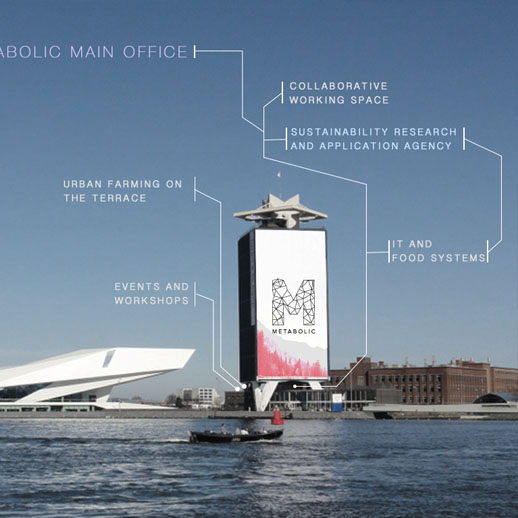 ABOLIC MAIN OFFICE
COLLABORATIVE
WORKING SPACE
SUSTAINABILITY RESEARCH
AND APPLICATION AGENCY
URBAN FARMING ON
THE TERRACE
IT AND
FOOD SYSTEMS
EVENTS AND
WORKSHOPS
M
METABOLIC